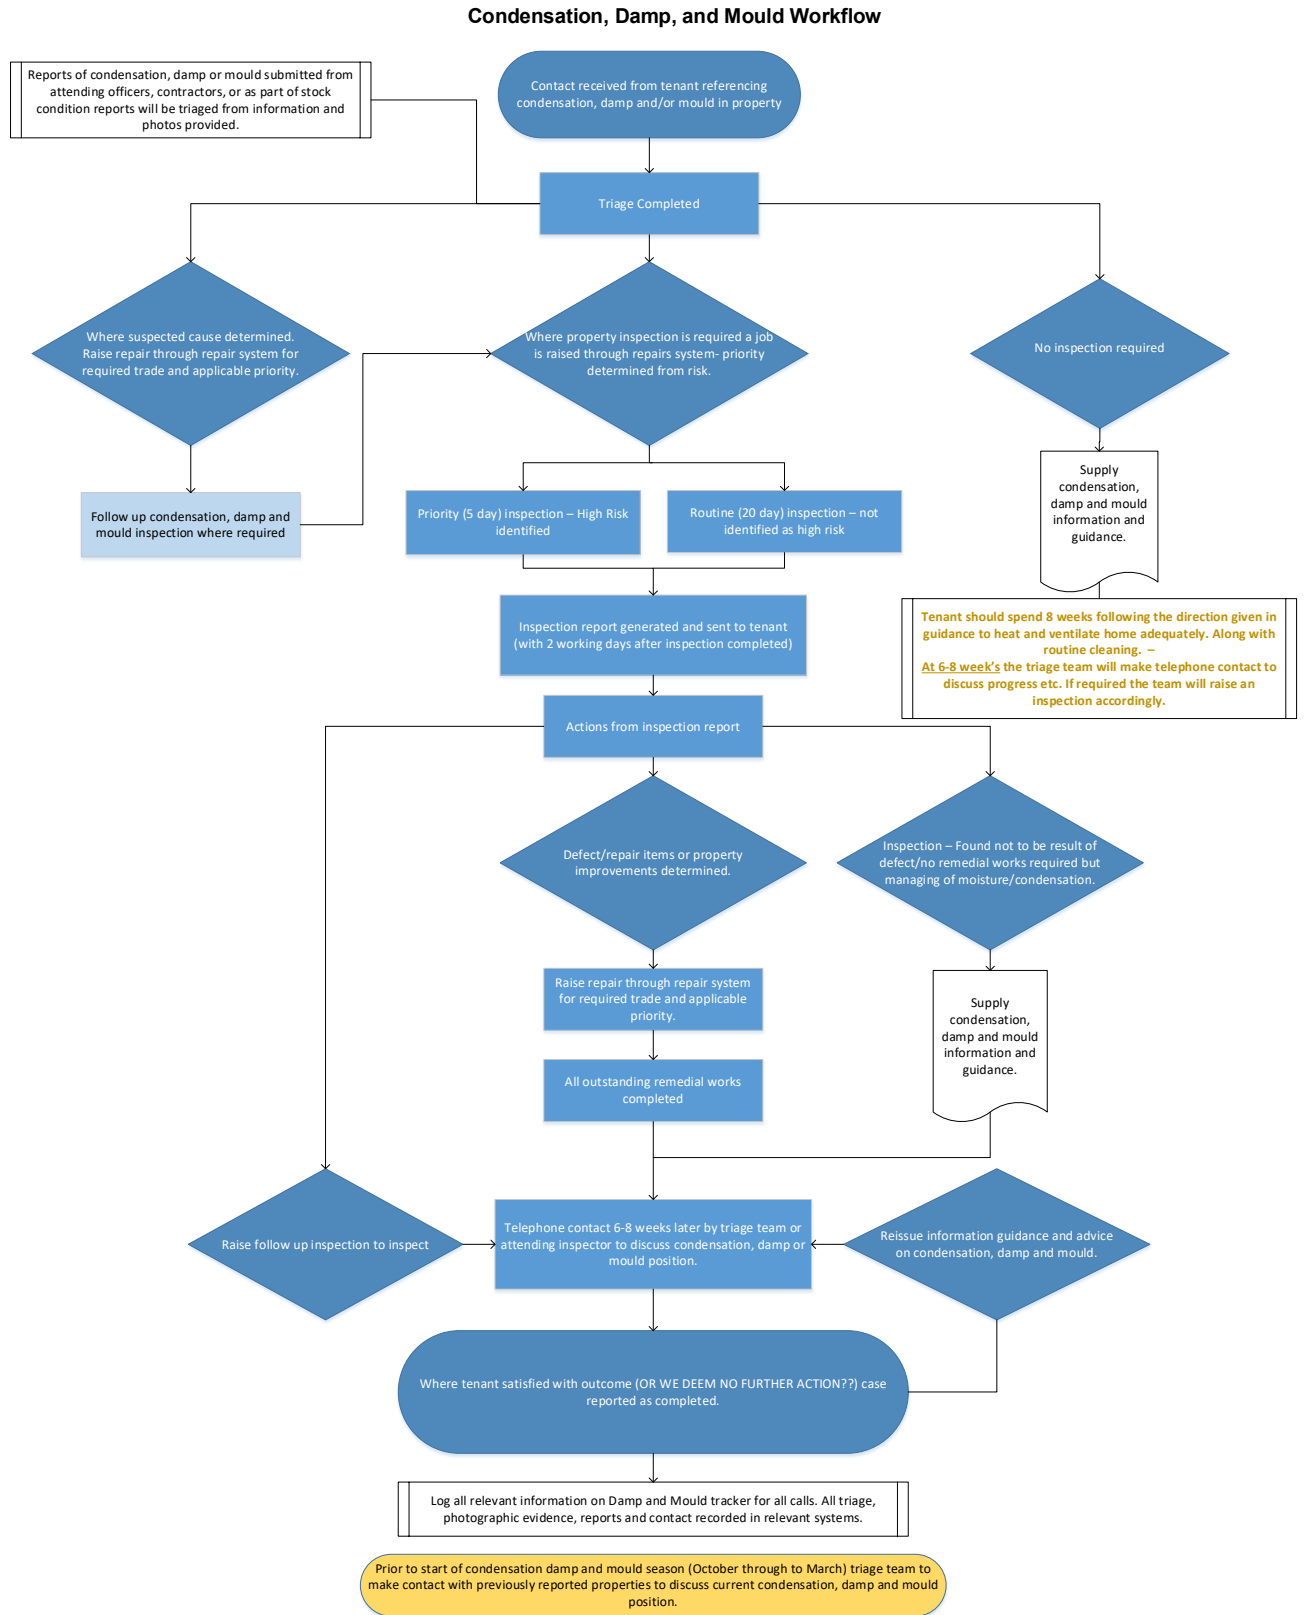 Condensation, Damp, and Mould Workflow
Reports of condensation, damp or mould submitted from
attending officers, contractors, or as part of stock
condition reports will be triaged from information and
photos provided.
Contact received from tenant referencing
condensation, damp and/or mould in property
Triage Completed
Where suspected cause determined.
Raise repair through repair system for
required trade and applicable priority.
Where property inspection is required a job
is raised through repairs system- priority
determined from risk.
No inspection required
Follow up condensation, damp and
mould inspection where required
Priority (5 day) inspection – High Risk
identified
Routine (20 day) inspection – not
identified as high risk
Supply
condensation,
damp and mould
information and
guidance.
Tenant should spend 8 weeks following the direction given in
guidance to heat and ventilate home adequately. Along with
routine cleaning. –
At 6-8 week's the triage team will make telephone contact to
discuss progress etc. If required the team will raise an
inspection accordingly.
Inspection report generated and sent to tenant
(with 2 working days after inspection completed)
Actions from inspection report
Defect/repair items or property
improvements determined.
Inspection – Found not to be result of
defect/no remedial works required but
managing of moisture/condensation.
Raise repair through repair system
for required trade and applicable
priority.
Supply
condensation,
damp and mould
information and
guidance.
All outstanding remedial works
completed
Raise follow up inspection to inspect
Telephone contact 6-8 weeks later by triage team or
attending inspector to discuss condensation, damp or
mould position.
Reissue information guidance and advice
on condensation, damp and mould.
Where tenant satisfied with outcome (OR WE DEEM NO FURTHER ACTION??) case
reported as completed.
Log all relevant information on Damp and Mould tracker for all calls. All triage,
photographic evidence, reports and contact recorded in relevant systems.
Prior to start of condensation damp and mould season (October through to March) triage team to
make contact with previously reported properties to discuss current condensation, damp and mould
position.